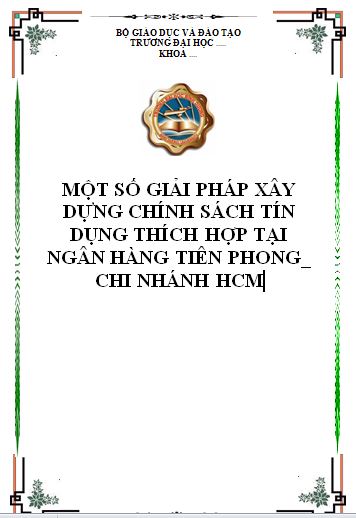 BỘ GIÁO DỤC VÀ ĐÀO TẠO
TRƯỜNG ĐẠI HỌC ....
KHOA ...
MỘT SỐ GIẢI PHÁP XÂY
DỰNG CHÍNH SÁCH TÍN
DỤNG THÍCH HỢP TẠI
NGÂN HÀNG TIÊN PHONG_
CHI NHÁNH HCM